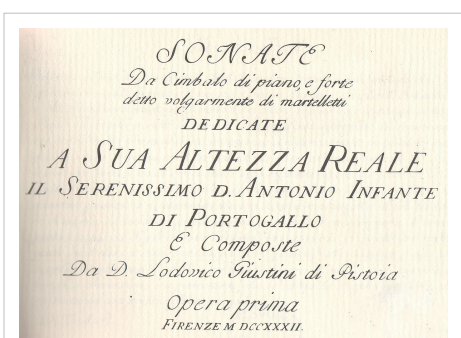 SONATE
Da Cimbalo di piano, e forte
detto volgarmente di martelletti
DEDICATE
A SUA ALTEZZA REALE
IL SERENISSIMO D. ANTONIO INFANTE
DI PORTOGALLO
E Composte
Da D. Lodovico Giustini di Pistoia
Opera prima
FIRENZE M DCCXXXII.